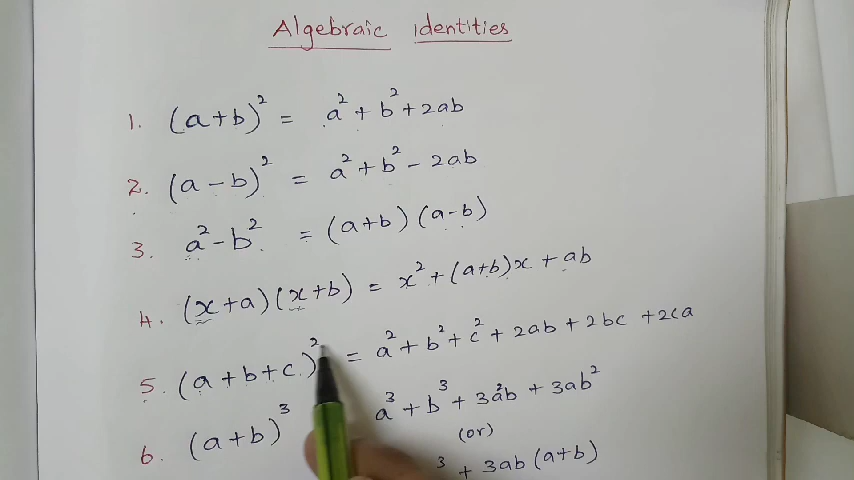 Algebraic Identities
1. (a+b)² = a² + b² + 2ab
2. (a - b)² = a² + b² - 2ab
3. a² - b² = (a+b) (a-b)
4. (x+a) (x+b) = x² + (a+b)x + ab
5. (a+b+c)² = a² + b² + c² + 2ab + 2bc + 2ca
6. (a+b)³ a³ + b³ + 3a²b + 3ab²
(or)
³ + 3ab (a+b)